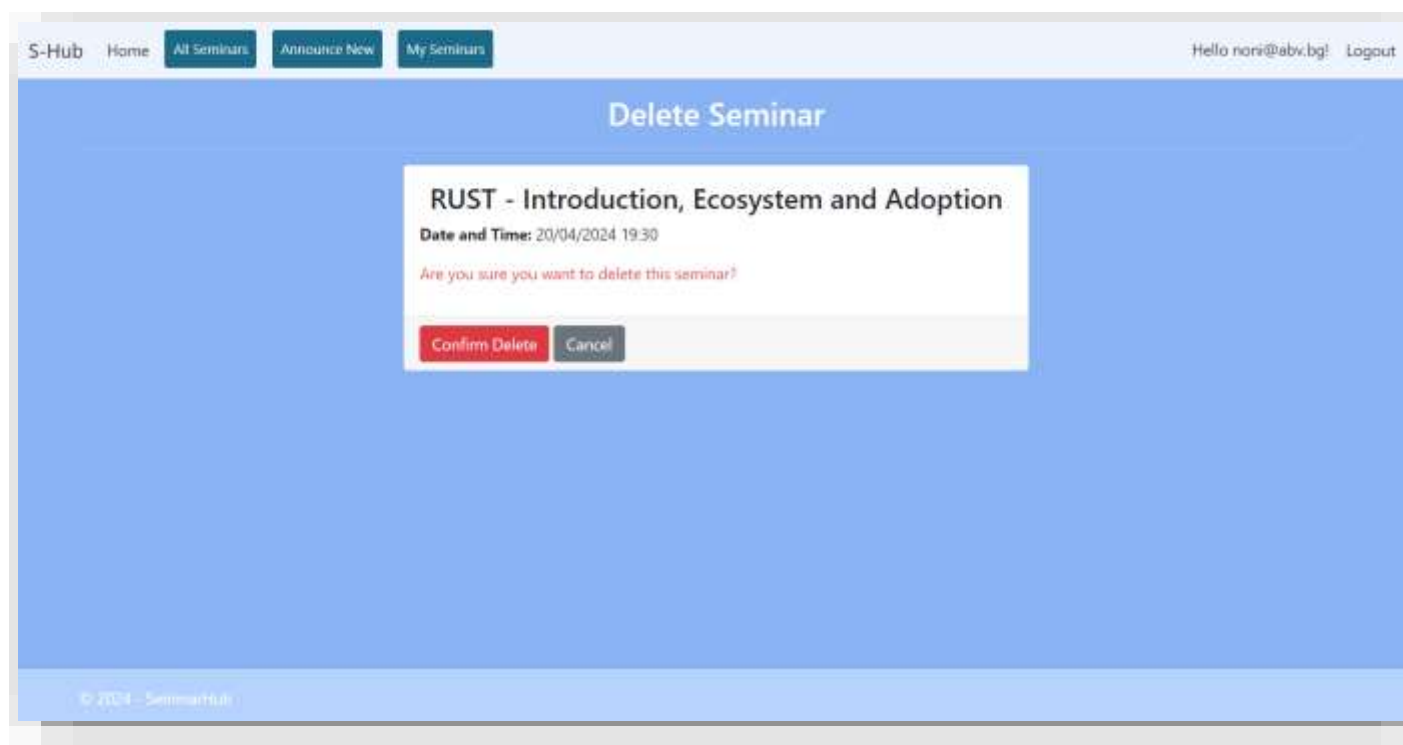 S-Hub Home All Seminars Announce New My Seminars Hello noni@abv.bg! Logout
Delete Seminar
RUST - Introduction, Ecosystem and Adoption
Date and Time: 20/04/2024 19:30
Are you sure you want to delete this seminar?
Confirm Delete Cancel
© 2024 - SeminarHub